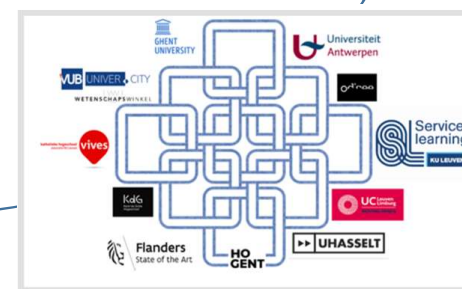 GHENT
UNIVERSITY
Universiteit
Antwerpen
VUB UNIVER.CITY
WETENSCHAPSWINKEL
odisee
vives
Service
learning
KU LEUVEN
KdG
UC Leuven
Limburg
Flanders
State of the Art
HO
GENT
UHASSELT